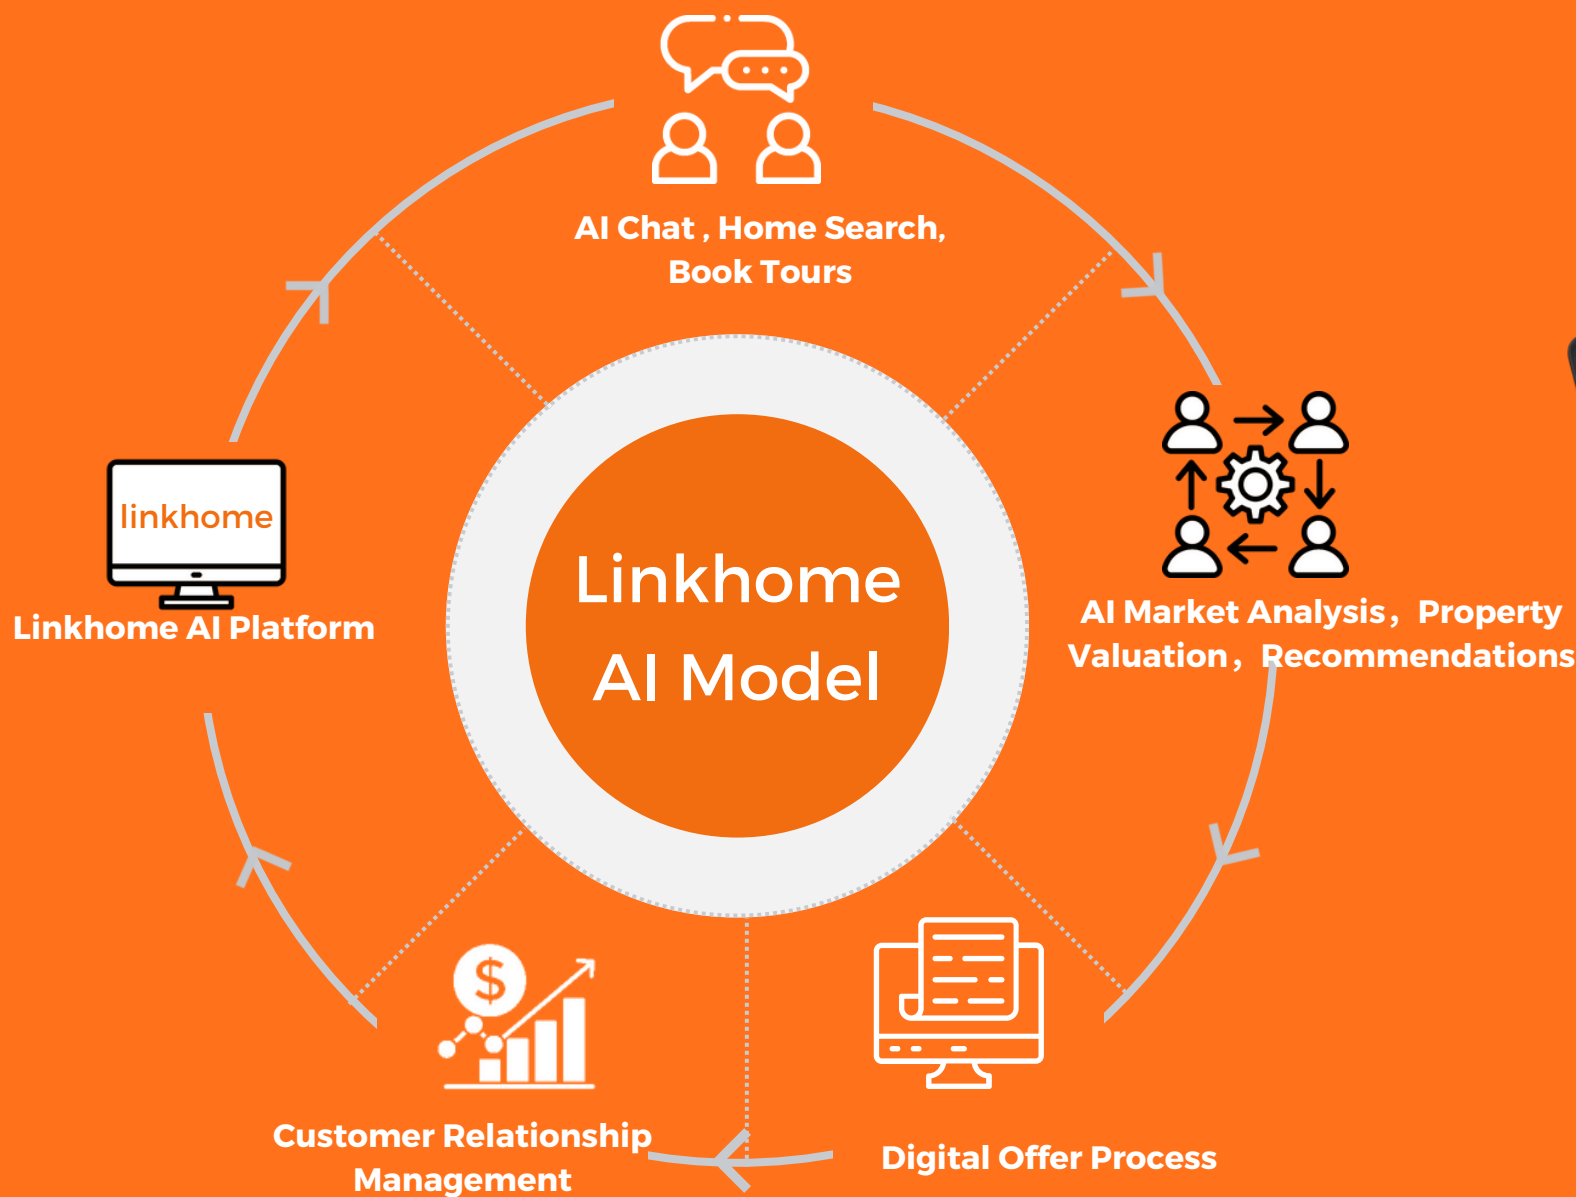 AI Chat , Home Search,
Book Tours
linkhome
Linkhome AI Platform
Linkhome
AI Model
AI Market Analysis，Property
Valuation，Recommendations
Customer Relationship
Management
Digital Offer Process